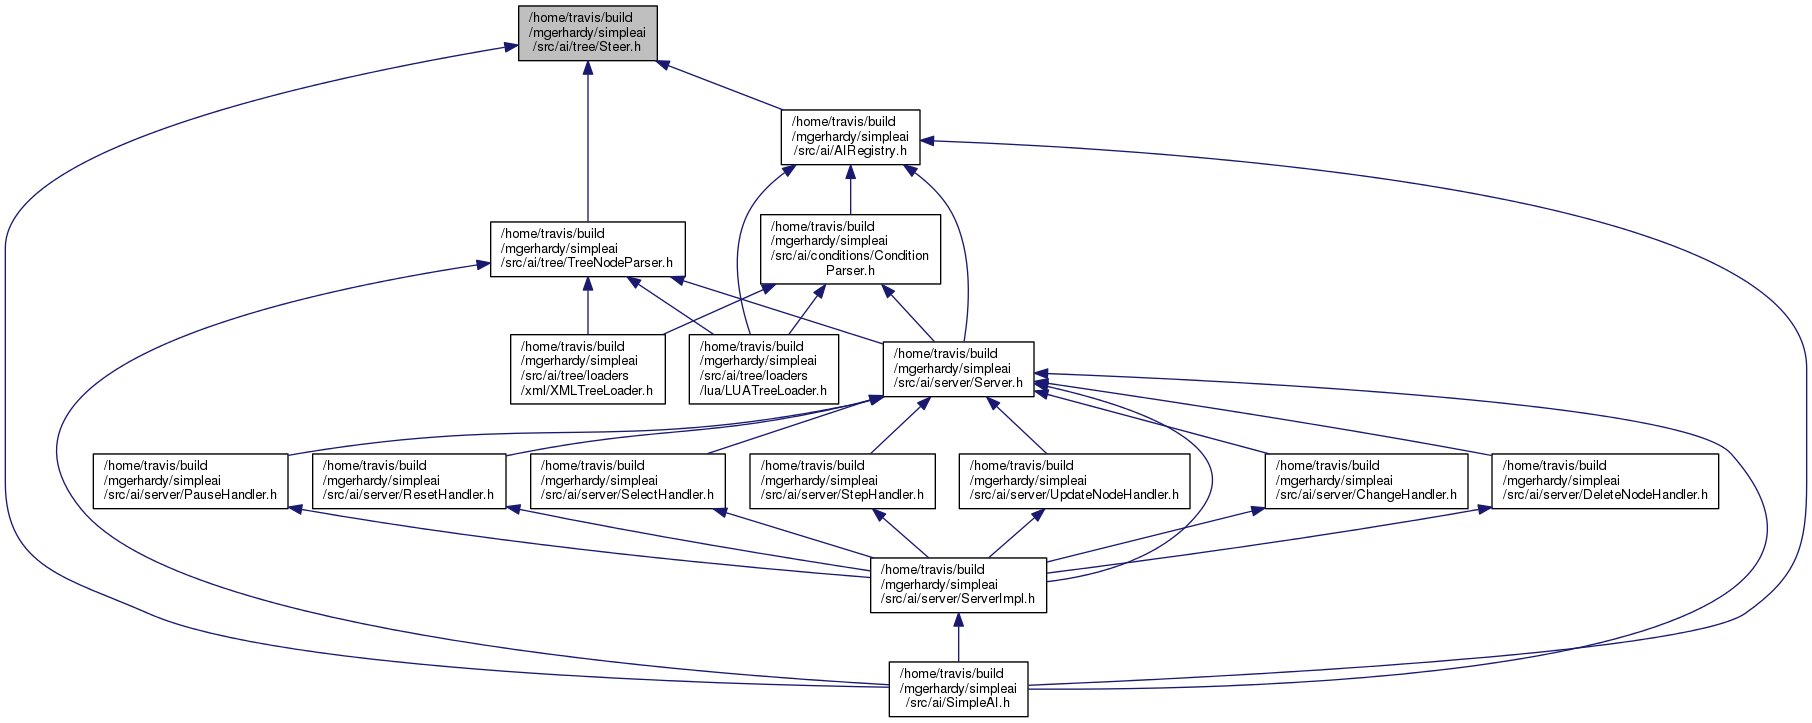 /home/travis/build
/mgerhardy/simpleai
/src/ai/tree/Steer.h
/home/travis/build
/mgerhardy/simpleai
/src/ai/AIRegistry.h
/home/travis/build
/mgerhardy/simpleai
/src/ai/conditions/Condition
Parser.h
/home/travis/build
/mgerhardy/simpleai
/src/ai/tree/TreeNodeParser.h
/home/travis/build
/mgerhardy/simpleai
/src/ai/tree/loaders
/xml/XMLTreeLoader.h
/home/travis/build
/mgerhardy/simpleai
/src/ai/tree/loaders
/lua/LUATreeLoader.h
/home/travis/build
/mgerhardy/simpleai
/src/ai/server/Server.h
/home/travis/build
/mgerhardy/simpleai
/src/ai/server/PauseHandler.h
/home/travis/build
/mgerhardy/simpleai
/src/ai/server/ResetHandler.h
/home/travis/build
/mgerhardy/simpleai
/src/ai/server/SelectHandler.h
/home/travis/build
/mgerhardy/simpleai
/src/ai/server/StepHandler.h
/home/travis/build
/mgerhardy/simpleai
/src/ai/server/UpdateNodeHandler.h
/home/travis/build
/mgerhardy/simpleai
/src/ai/server/ChangeHandler.h
/home/travis/build
/mgerhardy/simpleai
/src/ai/server/DeleteNodeHandler.h
/home/travis/build
/mgerhardy/simpleai
/src/ai/server/ServerImpl.h
/home/travis/build
/mgerhardy/simpleai
/src/ai/SimpleAI.h